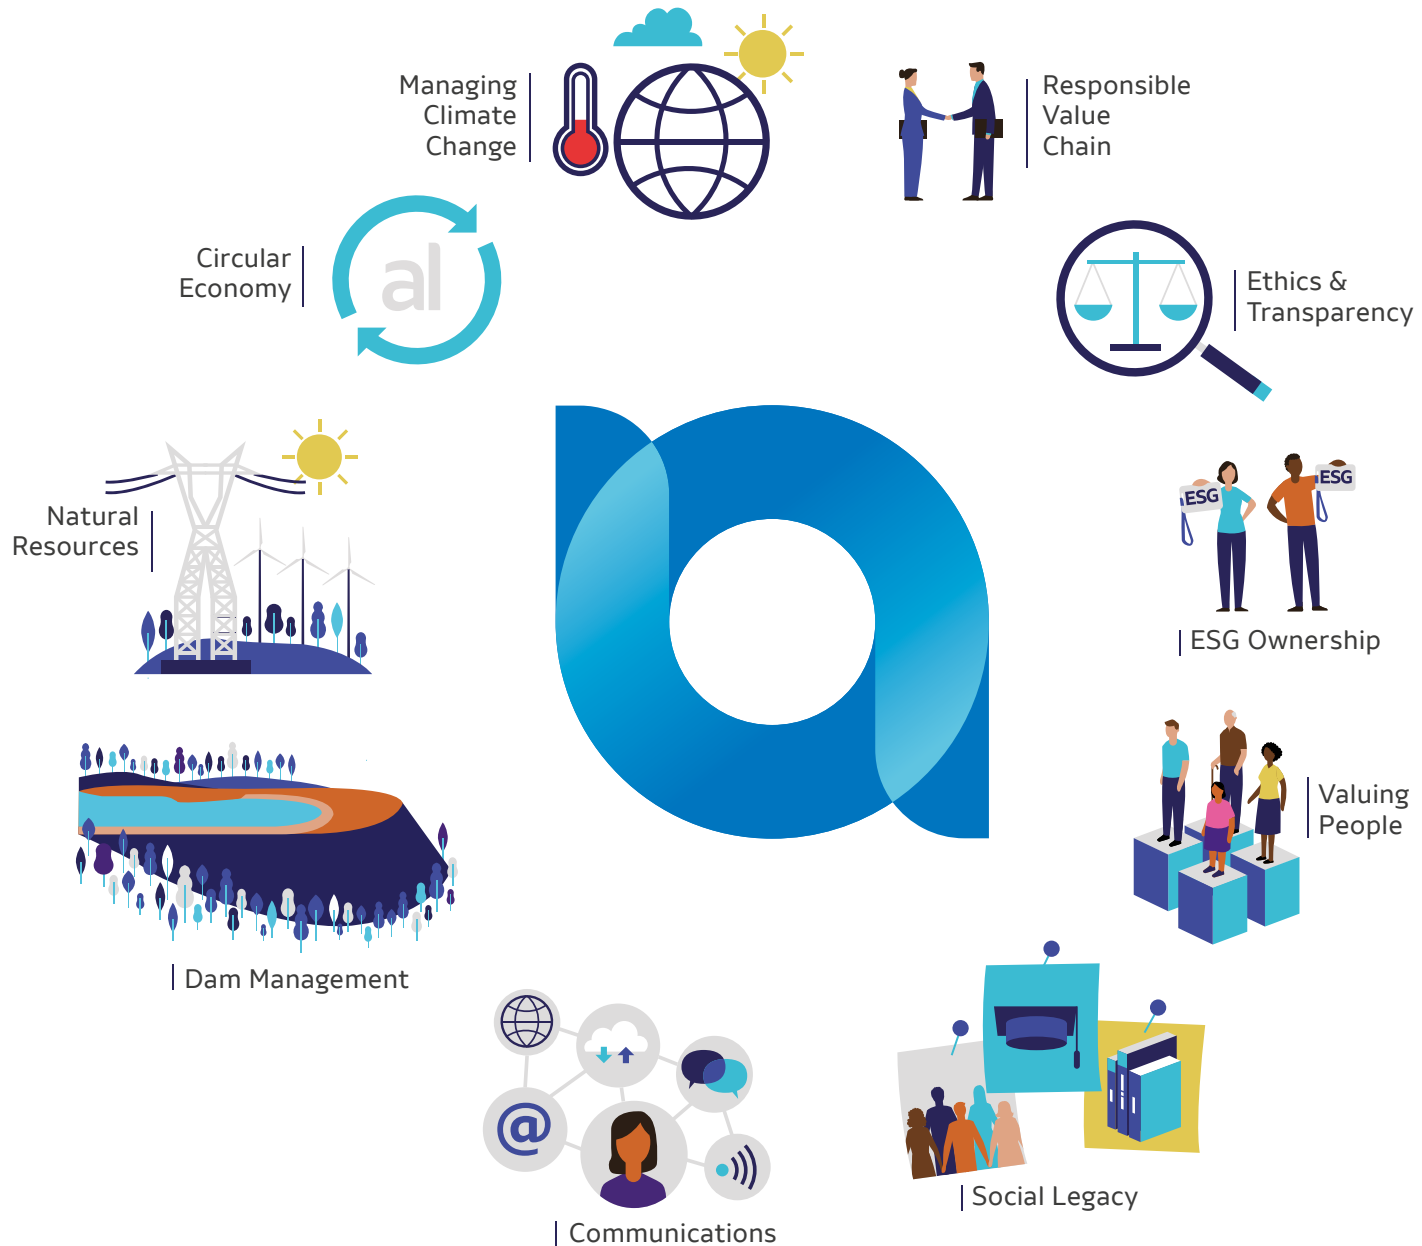 Managing
Climate
Change
Responsible
Value
Chain
Circular
Economy
al
Ethics &
Transparency
Natural
Resources
ESG
ESG
ESG Ownership
Valuing
People
Dam Management
@
Social Legacy
Communications